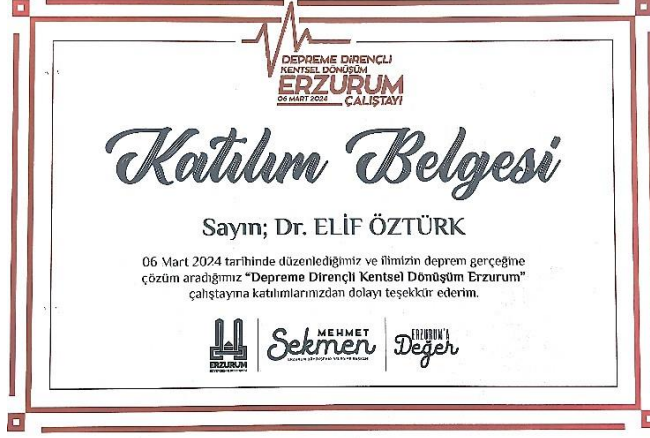 DEPREME DİRENÇLİ
KENTSEL DÖNÜŞÜM
ERZURUM
06 MART 2024 ÇALIŞTAYI
Katılım Belgesi
Sayın; Dr. ELİF ÖZTÜRK
06 Mart 2024 tarihinde düzenlediğimiz ve ilimizin deprem gerçeğine
çözüm aradığımız "Depreme Dirençli Kentsel Dönüşüm Erzurum"
çalıştayına katılımlarınızdan dolayı teşekkür ederim.
ERZURUM
MEHMET
Sekmen
ERZURUM'A
Değer